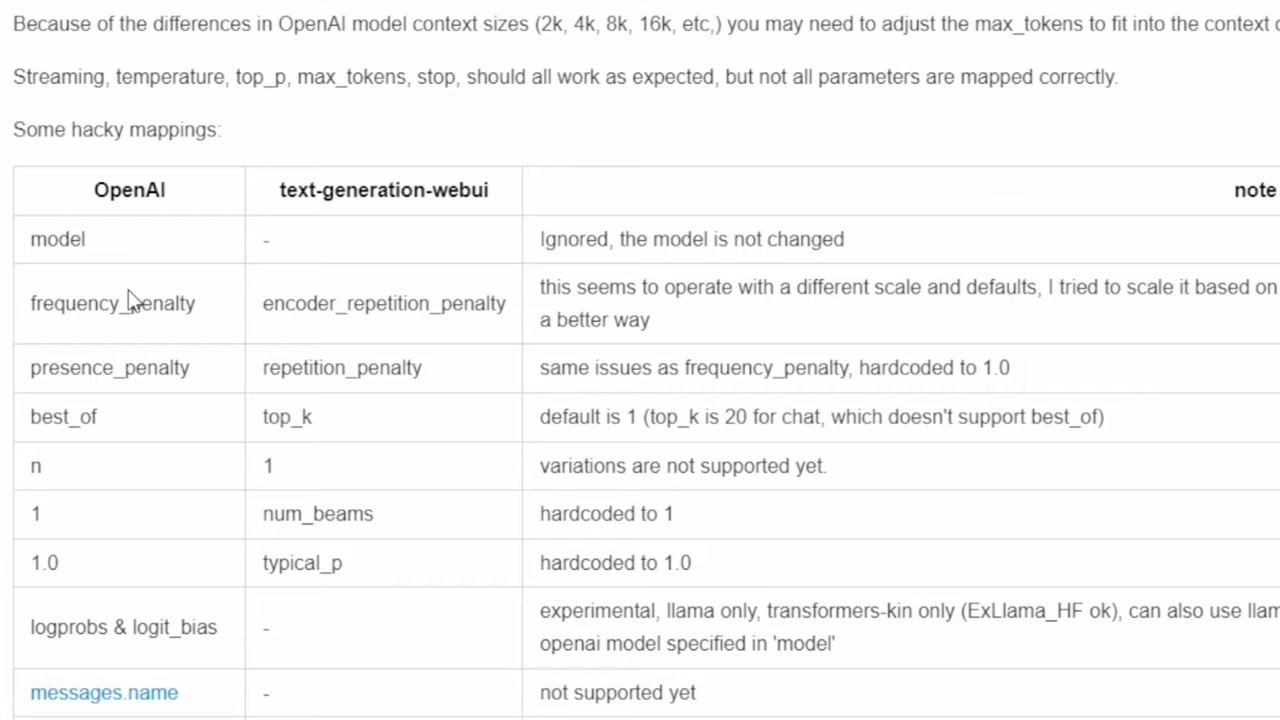 Because of the differences in OpenAI model context sizes (2k, 4k, 8k, 16k, etc,) you may need to adjust the max_tokens to fit into the context
Streaming, temperature, top_p, max_tokens, stop, should all work as expected, but not all parameters are mapped correctly.
Some hacky mappings:
OpenAI text-generation-webui note
model - Ignored, the model is not changed
frequency_penalty encoder_repetition_penalty this seems to operate with a different scale and defaults, I tried to scale it based on
a better way
presence_penalty repetition_penalty same issues as frequency_penalty, hardcoded to 1.0
best_of top_k default is 1 (top_k is 20 for chat, which doesn't support best_of)
n 1 variations are not supported yet.
1 num_beams hardcoded to 1
1.0 typical_p hardcoded to 1.0
logprobs & logit_bias - experimental, llama only, transformers-kin only (ExLlama_HF ok), can also use
openai model specified in 'model'
messages.name - not supported yet